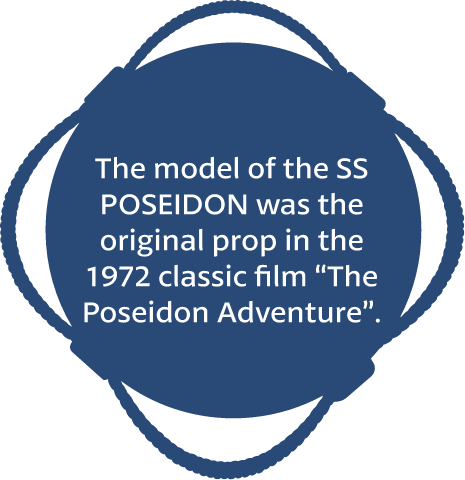 The model of the SS
POSEIDON was the
original prop in the
1972 classic film “The
Poseidon Adventure”.